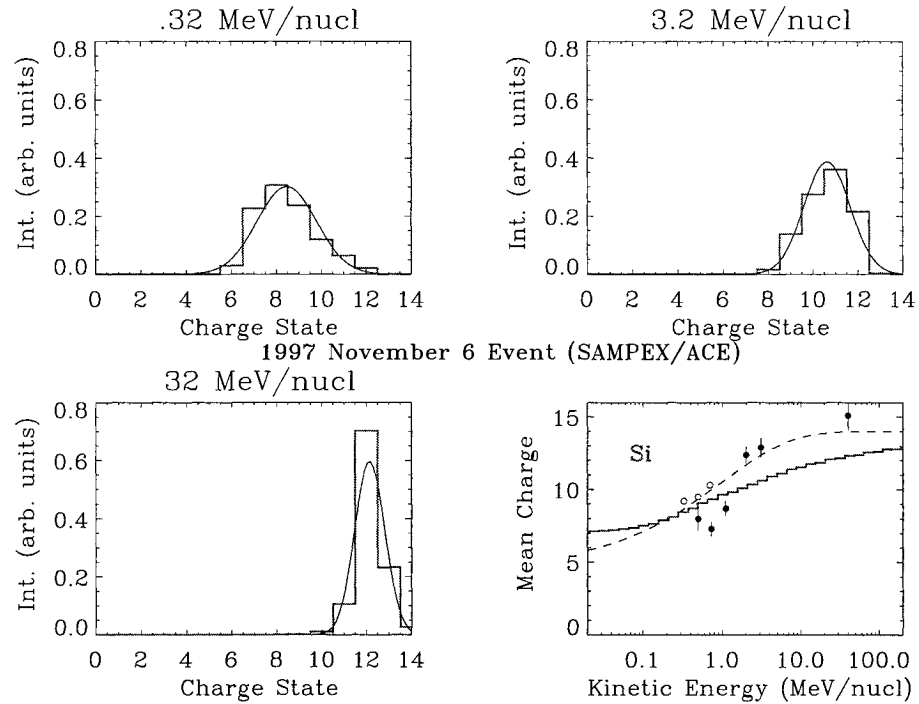 .32 MeV/nucl
3.2 MeV/nucl
Int. (arb. units)
0.8
0.6
0.4
0.2
0.0
0 2 4 6 8 10 12 14
Charge State
Int. (arb. units)
0.8
0.6
0.4
0.2
0.0
0 2 4 6 8 10 12 14
Charge State
1997 November 6 Event (SAMPEX/ACE)
32 MeV/nucl
Int. (arb. units)
0.8
0.6
0.4
0.2
0.0
0 2 4 6 8 10 12 14
Charge State
Mean Charge
15
10
5
0
Si
0.1 1.0 10.0 100.0
Kinetic Energy (MeV/nucl)